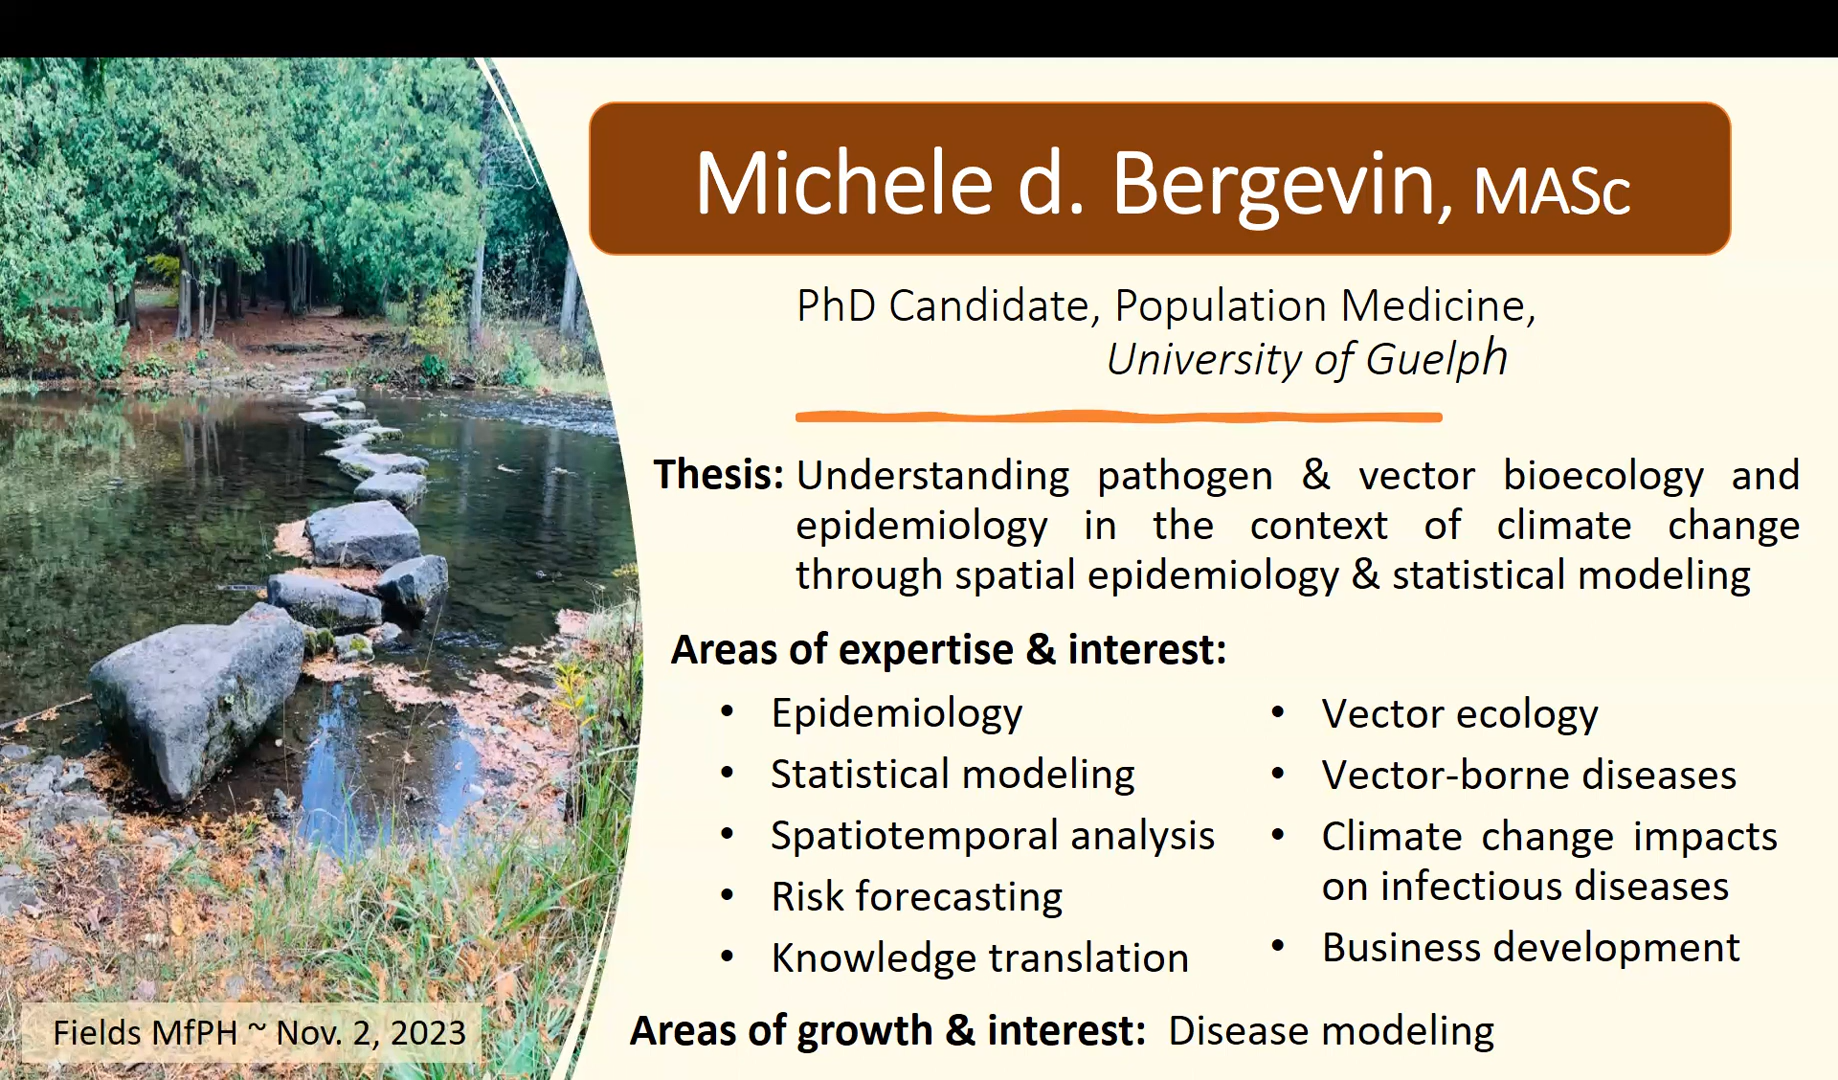 Michele d. Bergevin, MASc
PhD Candidate, Population Medicine,
University of Guelph
Thesis: Understanding pathogen & vector bioecology and
epidemiology in the context of climate change
through spatial epidemiology & statistical modeling
Areas of expertise & interest:
• Epidemiology
• Statistical modeling
• Spatiotemporal analysis
• Risk forecasting
• Knowledge translation
• Vector ecology
• Vector-borne diseases
• Climate change impacts
on infectious diseases
• Business development
Areas of growth & interest: Disease modeling
Fields MfPH ~ Nov. 2, 2023